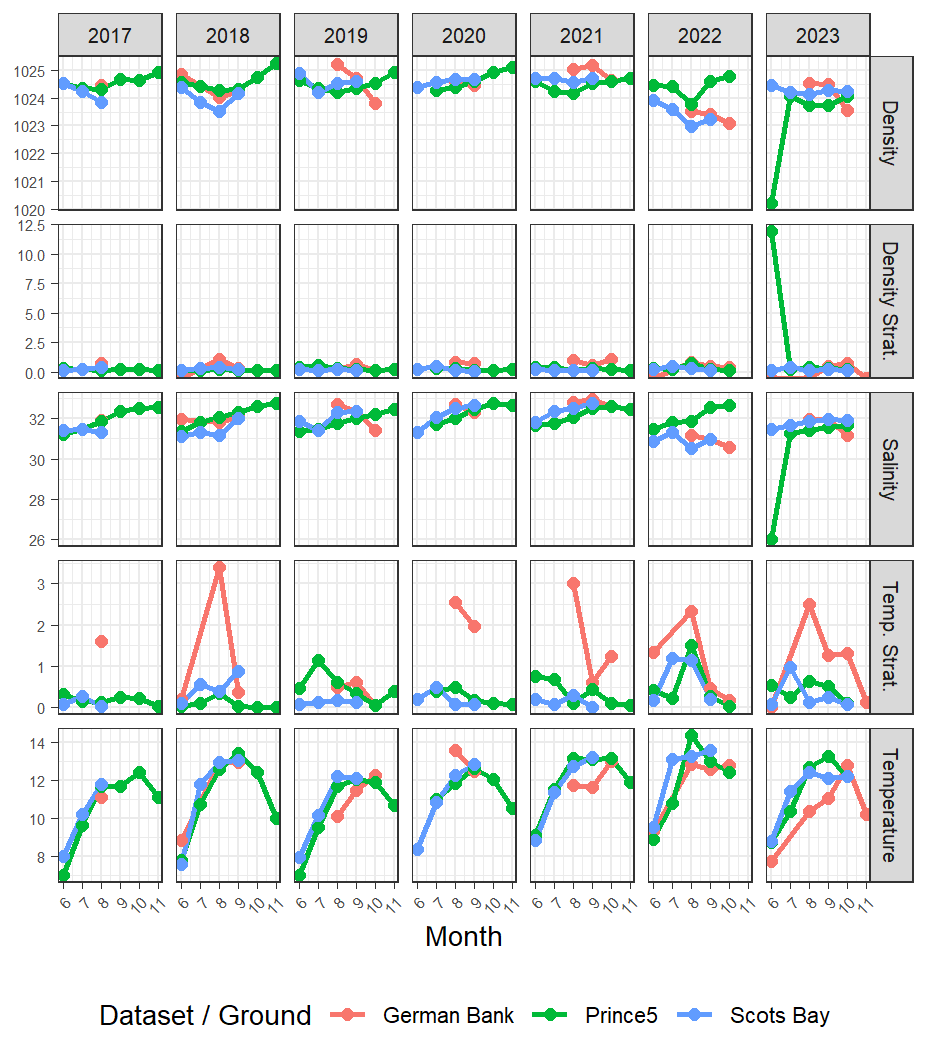 2017 2018 2019 2020 2021 2022 2023
1025
1024
1023
1022
1021
1020
Density
12.5
10.0
7.5
5.0
2.5
0.0
Density Strat.
32
30
28
26
Salinity
3
2
1
0
Temp. Strat.
14
12
10
8
Temperature
6 7 8 9 10 11 6 7 8 9 10 11 6 7 8 9 10 11 6 7 8 9 10 11 6 7 8 9 10 11 6 7 8 9 10 11 6 7 8 9 10 11
Month
Dataset / Ground German Bank Prince5 Scots Bay